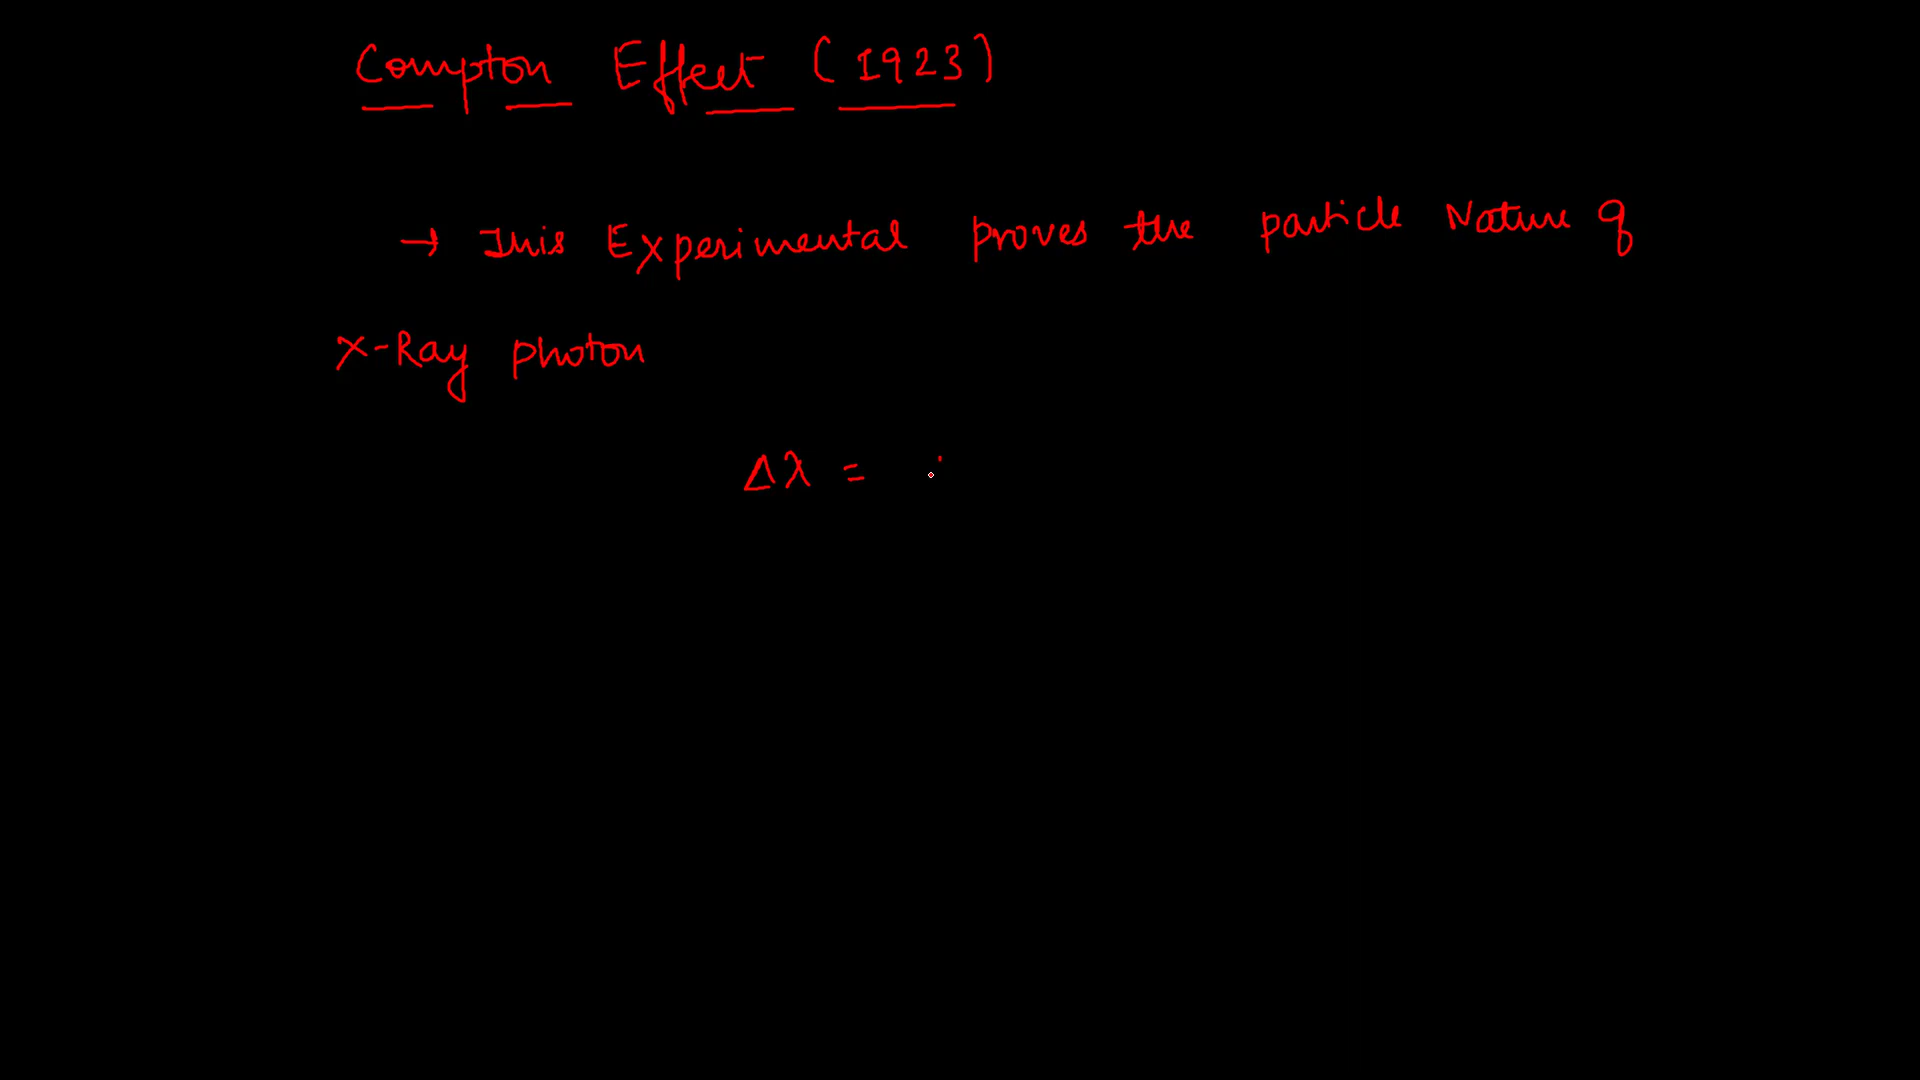 Compton Effect (1923)
→ This Experimental proves the particle Nature of
X-Ray photon
Δλ =